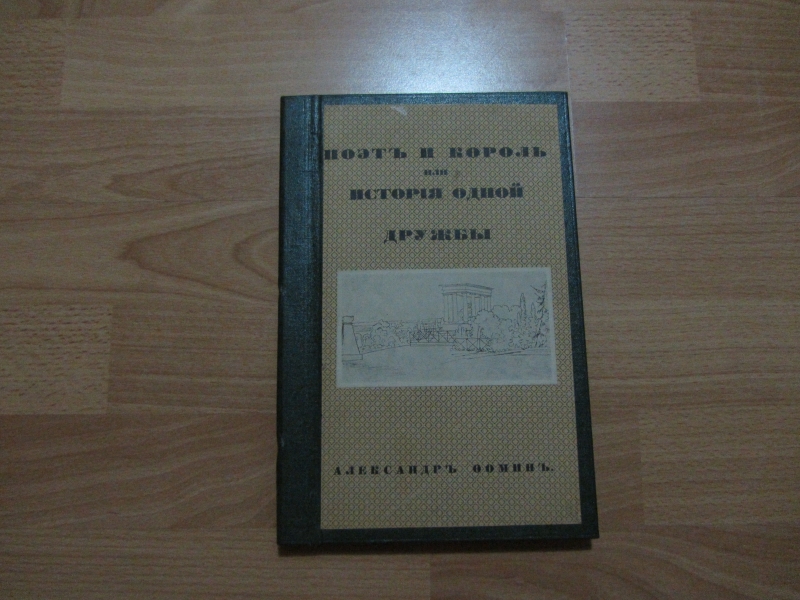 ПОЭТЪ И КОРОЛЬ
ИЛИ
ИСТОРІЯ ОДНОЙ
ДРУЖБЫ
АЛЕКСАНДРЪ ѲОМИНЪ.